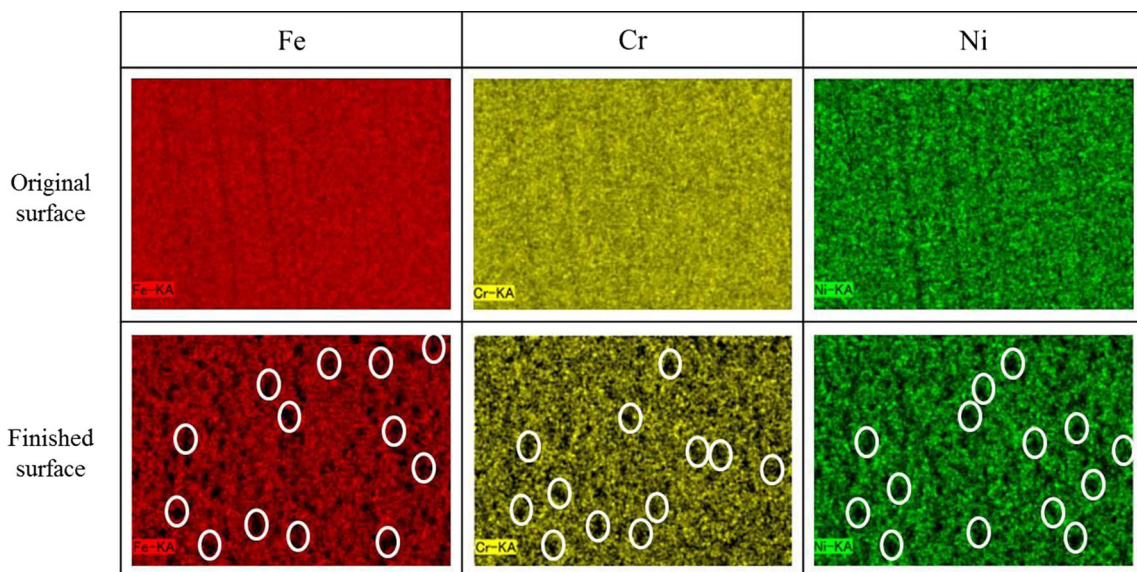 Fe
Cr
Ni
Original
surface
Fe-KA
Cr-KA
Ni-KA
Finished
surface
Fe-KA
Cr-KA
Ni-KA